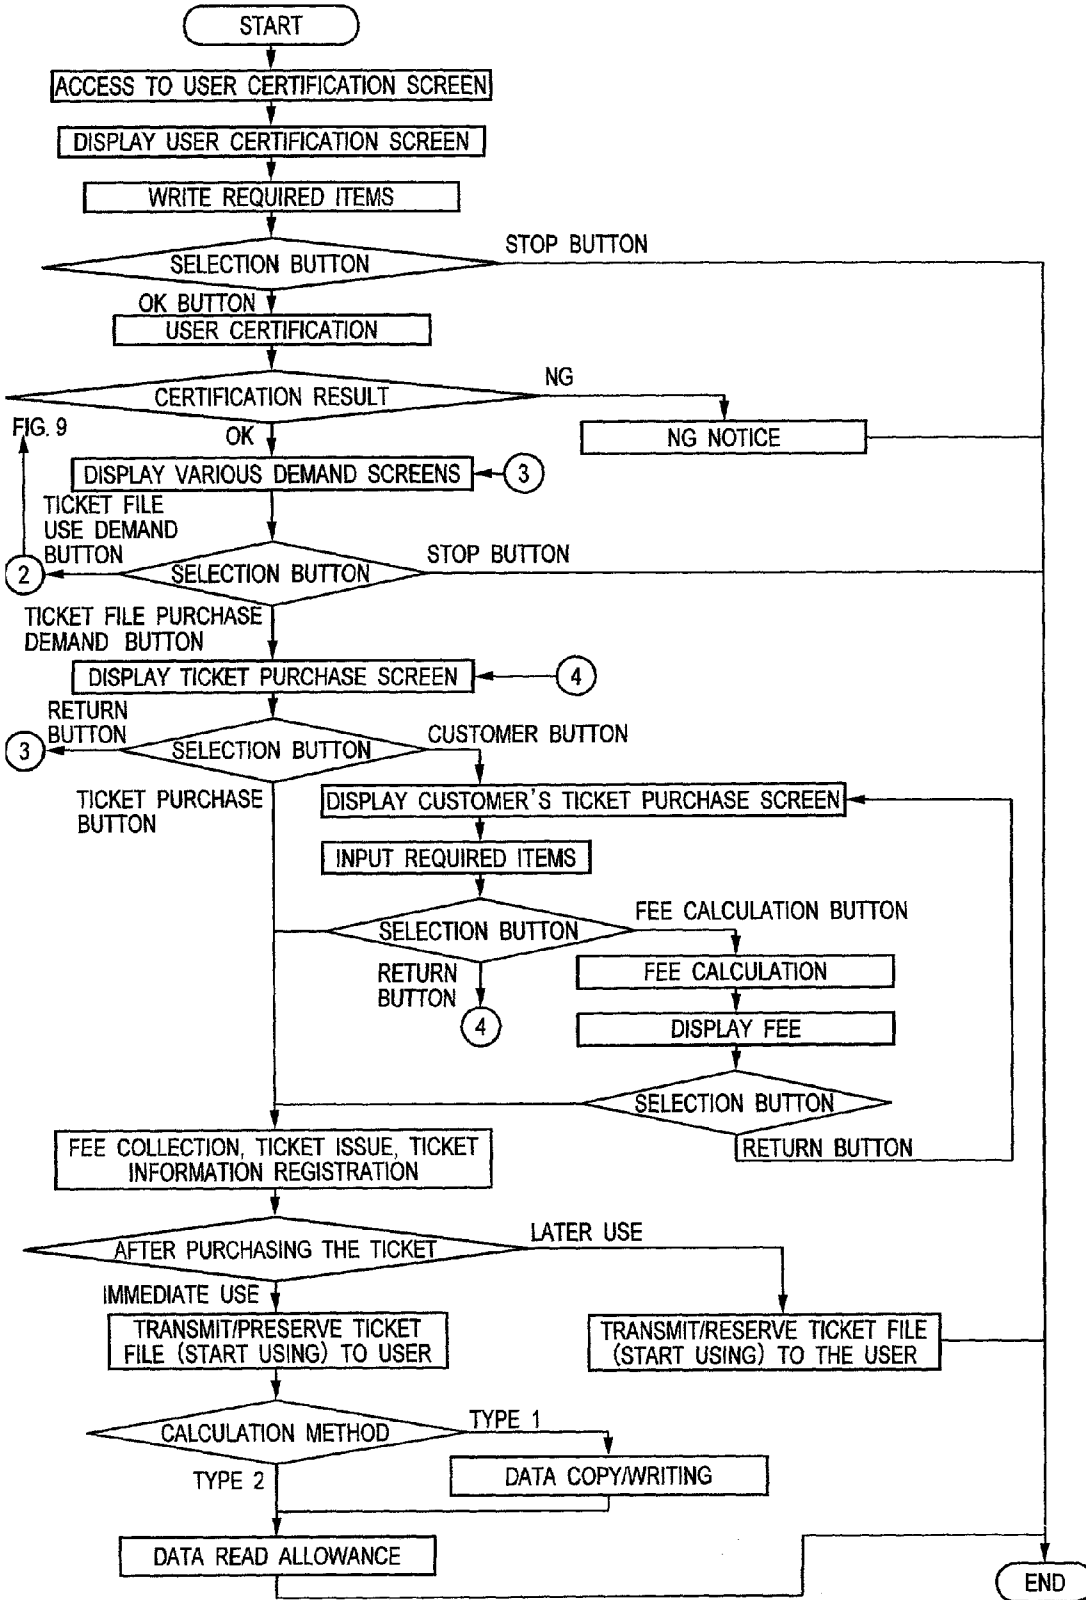 START
ACCESS TO USER CERTIFICATION SCREEN
DISPLAY USER CERTIFICATION SCREEN
WRITE REQUIRED ITEMS
SELECTION BUTTON
STOP BUTTON
OK BUTTON
USER CERTIFICATION
CERTIFICATION RESULT
NG
NG NOTICE
OK
FIG. 9
DISPLAY VARIOUS DEMAND SCREENS
3
TICKET FILE
USE DEMAND
BUTTON
2
SELECTION BUTTON
STOP BUTTON
TICKET FILE PURCHASE
DEMAND BUTTON
DISPLAY TICKET PURCHASE SCREEN
4
RETURN
BUTTON
3
SELECTION BUTTON
CUSTOMER BUTTON
TICKET PURCHASE
BUTTON
DISPLAY CUSTOMER'S TICKET PURCHASE SCREEN
INPUT REQUIRED ITEMS
SELECTION BUTTON
FEE CALCULATION BUTTON
RETURN
BUTTON
4
FEE CALCULATION
DISPLAY FEE
SELECTION BUTTON
RETURN BUTTON
FEE COLLECTION, TICKET ISSUE, TICKET
INFORMATION REGISTRATION
AFTER PURCHASING THE TICKET
LATER USE
IMMEDIATE USE
TRANSMIT/PRESERVE TICKET
FILE (START USING) TO USER
TRANSMIT/RESERVE TICKET FILE
(START USING) TO THE USER
CALCULATION METHOD
TYPE 1
TYPE 2
DATA COPY/WRITING
DATA READ ALLOWANCE
END